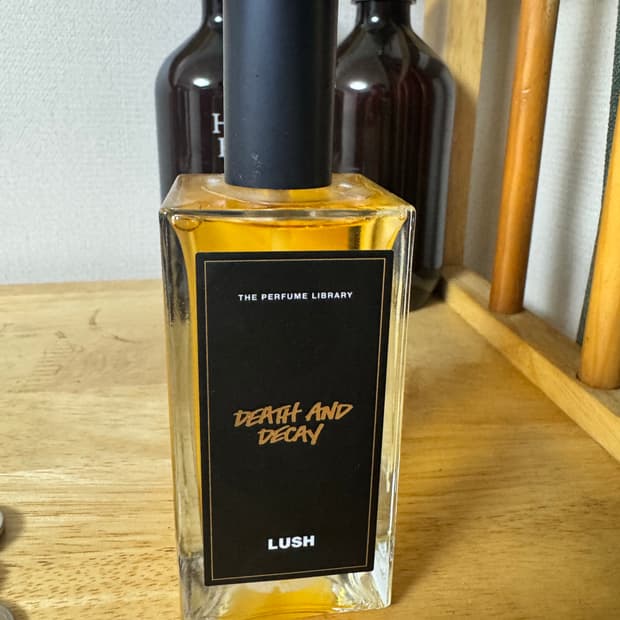 THE PERFUME LIBRARY
DEATH AND
DECAY
LUSH